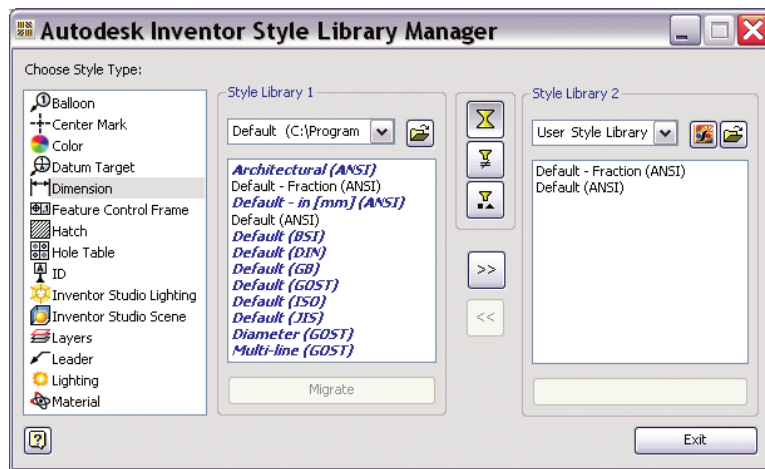 Autodesk Inventor Style Library Manager
Choose Style Type:
Balloon
Center Mark
Color
Datum Target
Dimension
Feature Control Frame
Hatch
Hole Table
ID
Inventor Studio Lighting
Inventor Studio Scene
Layers
Leader
Lighting
Material
Style Library 1
Default (C:\Program
Architectural (ANSI)
Default - Fraction (ANSI)
Default - in [mm] (ANSI)
Default (ANSI)
Default (BSI)
Default (DIN)
Default (GB)
Default (GOST)
Default (ISO)
Default (JIS)
Diameter (GOST)
Multi-line (GOST)
Migrate
>>
<<
Style Library 2
User Style Library
Default - Fraction (ANSI)
Default (ANSI)
?
Exit